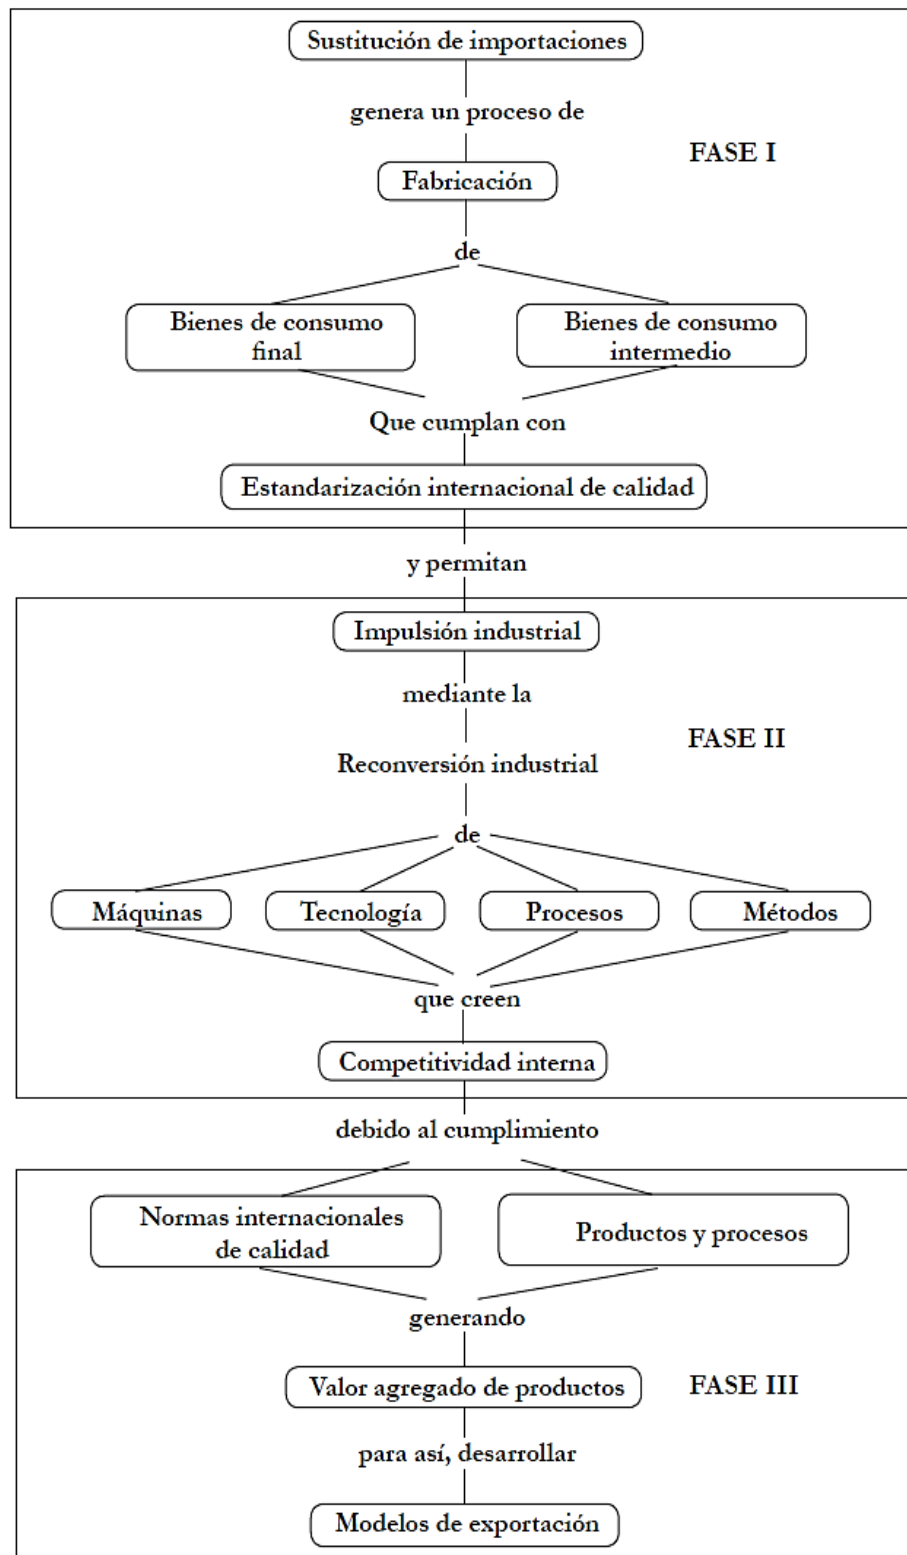 Sustitución de importaciones
genera un proceso de
FASE I
Fabricación
de
Bienes de consumo
final
Bienes de consumo
intermedio
Que cumplan con
Estandarización internacional de calidad
y permitan
Impulsión industrial
mediante la
FASE II
Reconversión industrial
de
Máquinas
Tecnología
Procesos
Métodos
que creen
Competitividad interna
debido al cumplimiento
Normas internacionales
de calidad
Productos y procesos
generando
Valor agregado de productos
FASE III
para así, desarrollar
Modelos de exportación